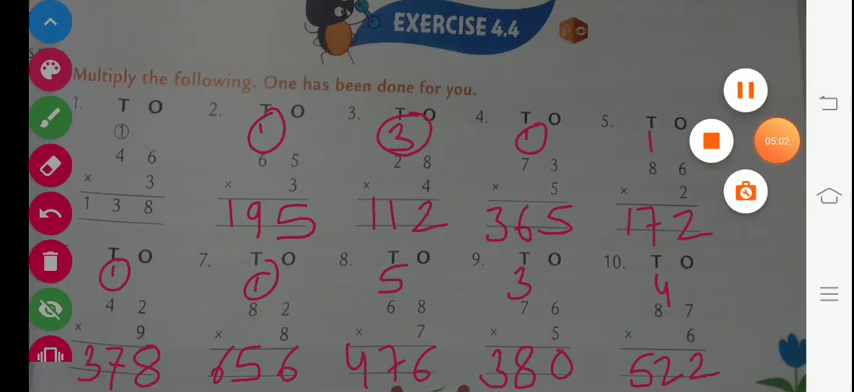 EXERCISE 4.4
Multiply the following. One has been done for you.
1. T O 2. T O 3. T O 4. T O 5. T O
① 1 3 1 1
4 6 6 5 2 8 7 3 8 6
× 3 × 3 × 4 × 5 × 2
1 3 8 195 112 365 172
T O 7. T O 8. T O 9. T O 10. T O
1 1 5 3 4
4 2 8 2 6 8 7 6 8 7
× 9 × 8 × 7 × 5 × 6
378 656 476 380 522
05:02